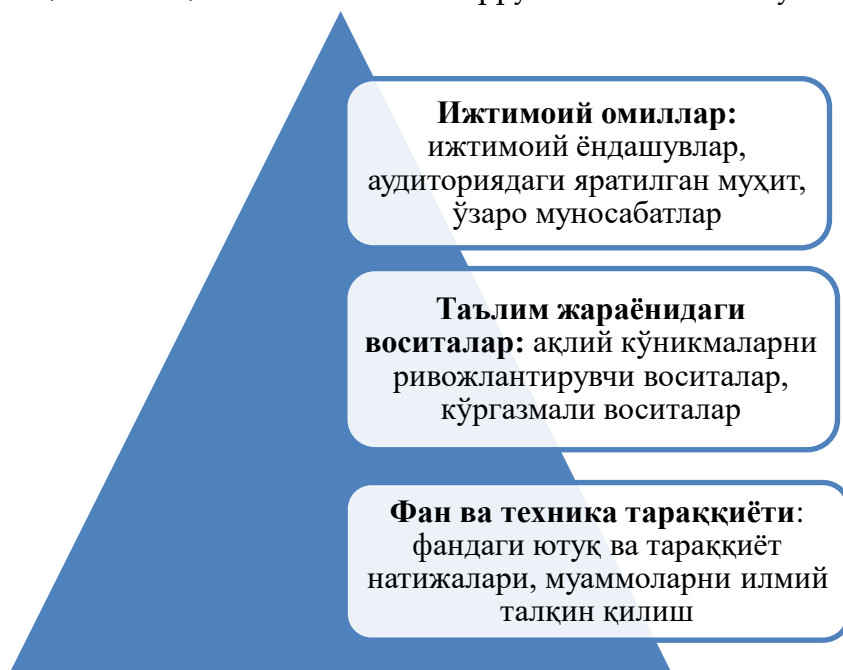 Ижтимоий омиллар:
ижтимоий ёндашувлар,
аудиториядаги яратилган муҳит,
ўзаро муносабатлар
Таълим жараёнидаги
воситалар: ақлий кўникмаларни
ривожлантирувчи воситалар,
кўргазмали воситалар
Фан ва техника тараққиёти:
фандаги ютуқ ва тараққиёт
натижалари, муаммоларни илмий
талқин қилиш